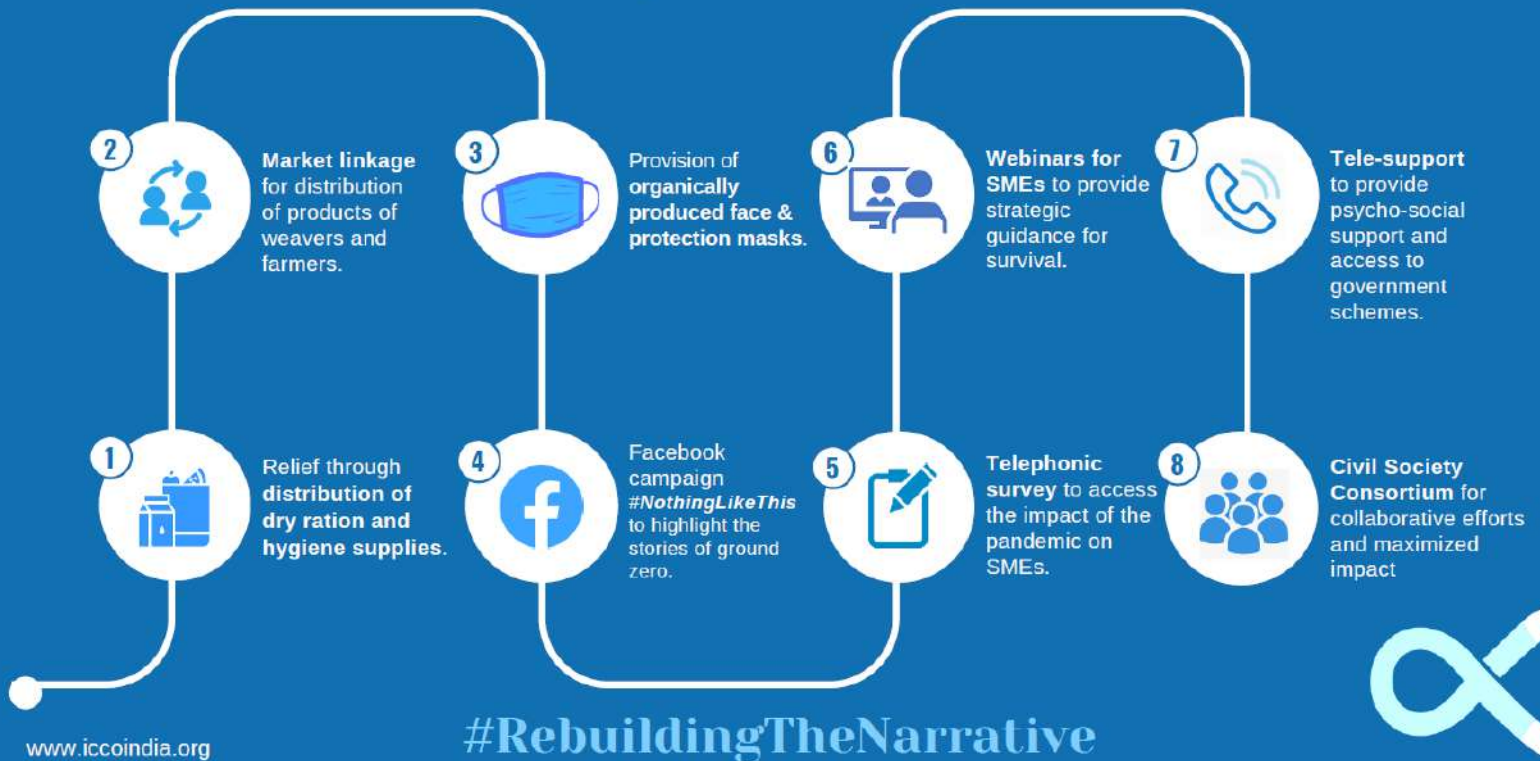 1
Relief through
distribution of
dry ration and
hygiene supplies.
2
Market linkage
for distribution
of products of
weavers and
farmers.
3
Provision of
organically
produced face &
protection masks.
4
Facebook
campaign
#NothingLikeThis
to highlight the
stories of ground
zero.
5
Telephonic
survey to access
the impact of the
pandemic on
SMEs.
6
Webinars for
SMEs to provide
strategic
guidance for
survival.
7
Tele-support
to provide
psycho-social
support and
access to
government
schemes.
8
Civil Society
Consortium for
collaborative efforts
and maximized
impact
www.iccoindia.org
#RebuildingTheNarrative